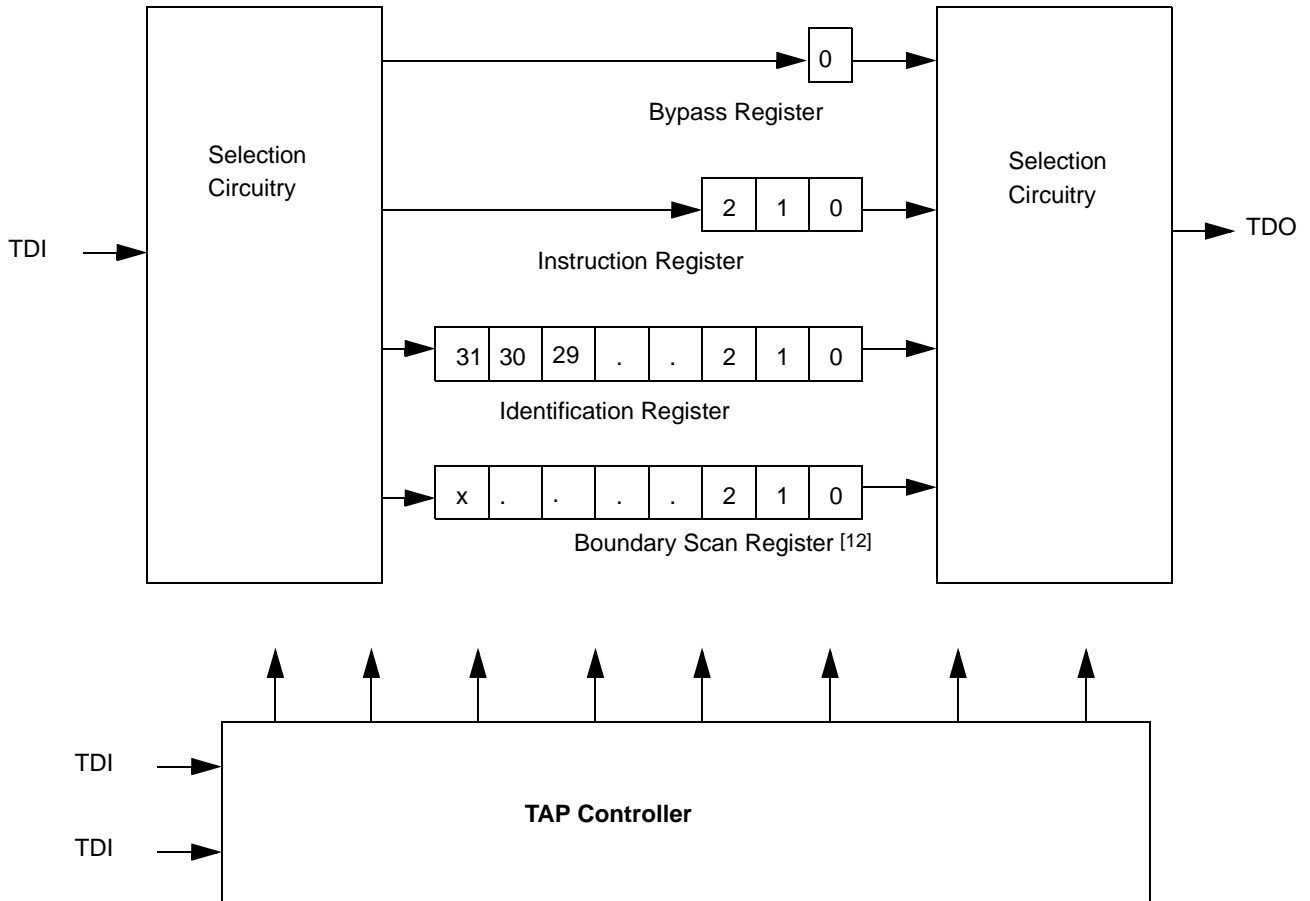 0
Bypass Register
Selection
Circuitry
Selection
Circuitry
2 1 0
TDI
TDO
Instruction Register
31 30 29 . . 2 1 0
Identification Register
x . . . . 2 1 0
Boundary Scan Register [12]
TDI
TAP Controller
TDI